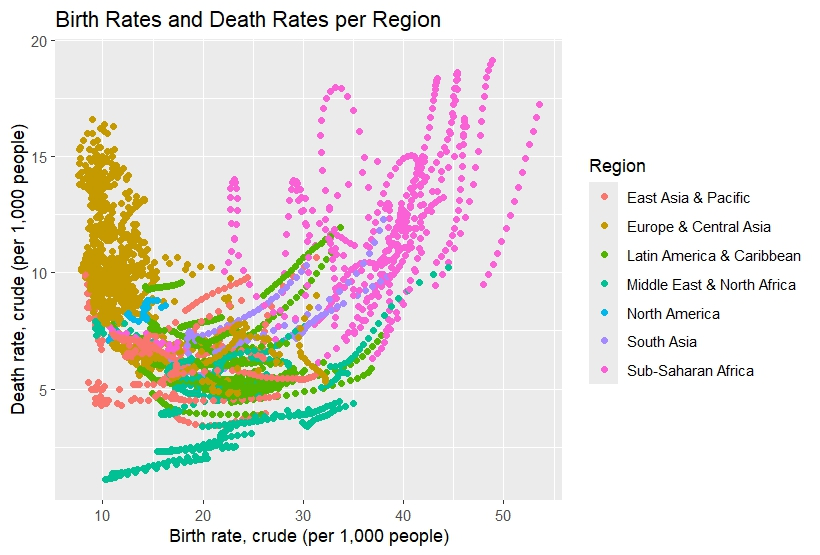 Birth Rates and Death Rates per Region
Death rate, crude (per 1,000 people)
20
15
10
5
10 20 30 40 50
Birth rate, crude (per 1,000 people)
Region
East Asia & Pacific
Europe & Central Asia
Latin America & Caribbean
Middle East & North Africa
North America
South Asia
Sub-Saharan Africa